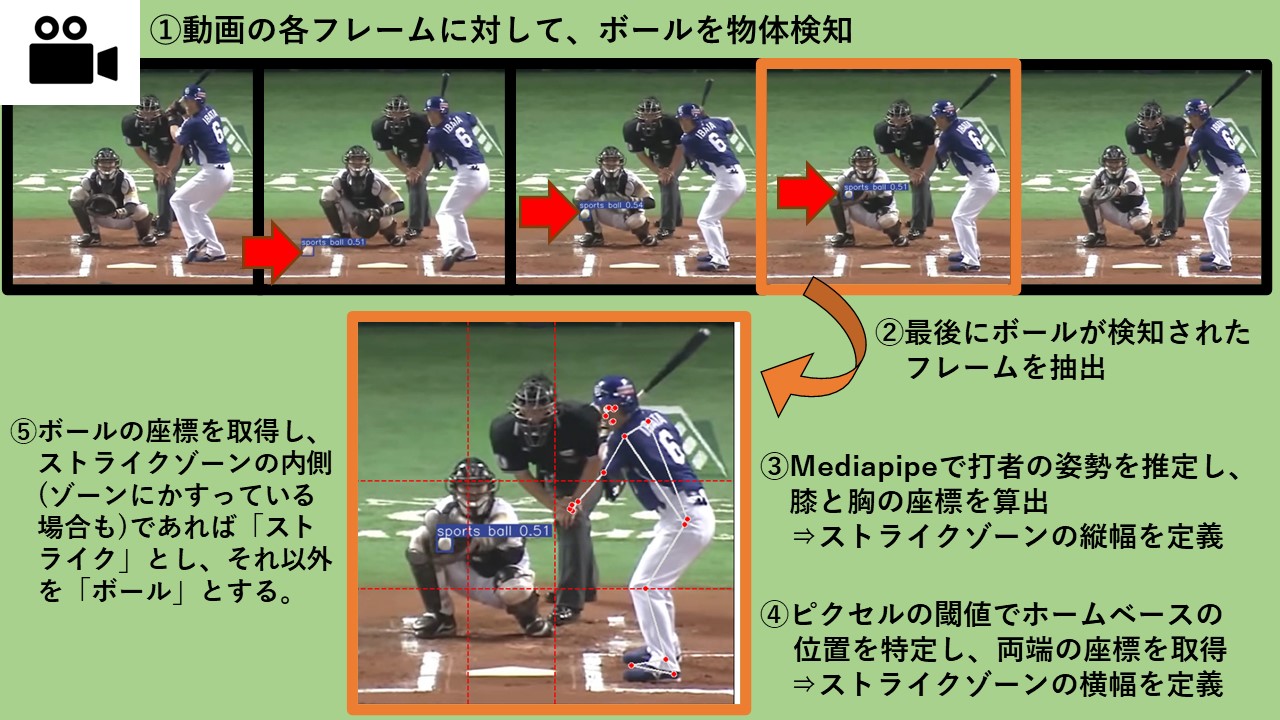 ①動画の各フレームに対して、ボールを物体検知
IBATA
6
sports ball 0.51
IBATA
6
sports ball 0.54
IBATA
6
sports ball 0.51
6
6
②最後にボールが検知された
フレームを抽出
sports ball 0.51
6
③Mediapipeで打者の姿勢を推定し、
膝と胸の座標を算出
⇒ストライクゾーンの縦幅を定義
④ピクセルの閾値でホームベースの
位置を特定し、両端の座標を取得
⇒ストライクゾーンの横幅を定義
⑤ボールの座標を取得し、
ストライクゾーンの内側
(ゾーンにかすっている
場合も)であれば「スト
ライク」とし、それ以外
を「ボール」とする。